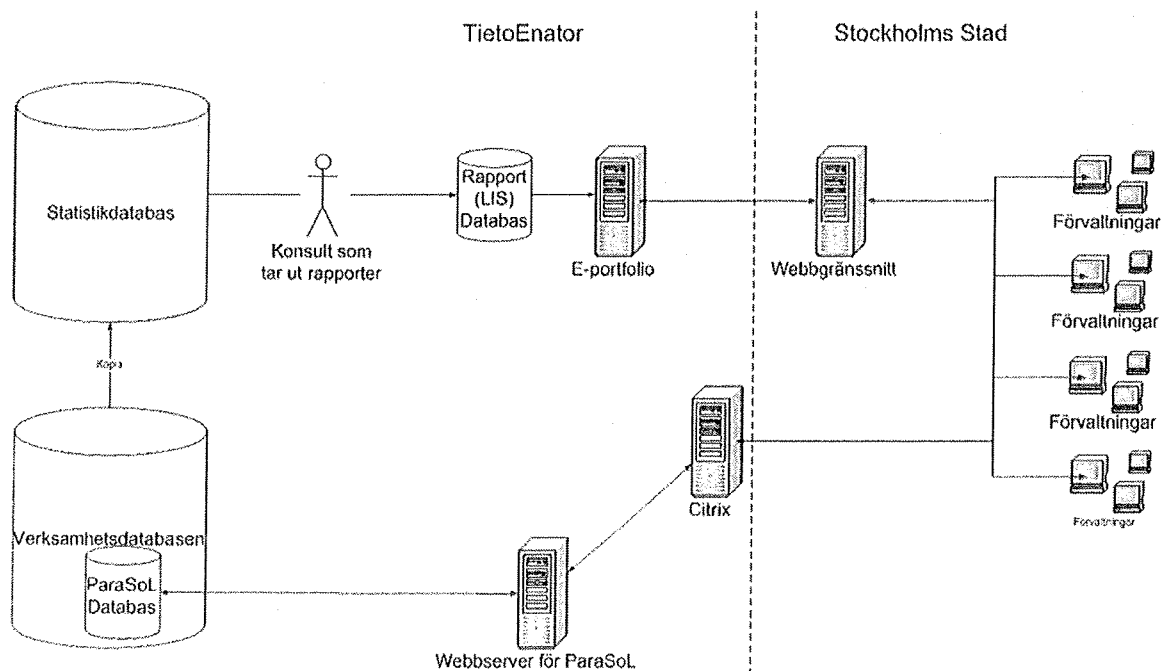 TietoEnator
Stockholms Stad
Statistikdatabas
Konsult som
tar ut rapporter
Rapport
(LIS)
Databas
E-portfolio
Webbgränssnitt
Förvaltningar
Förvaltningar
Förvaltningar
Förvaltningar
Kopia
Verksamhetsdatabasen
ParaSoL
Databas
Citrix
Webbserver för ParaSoL